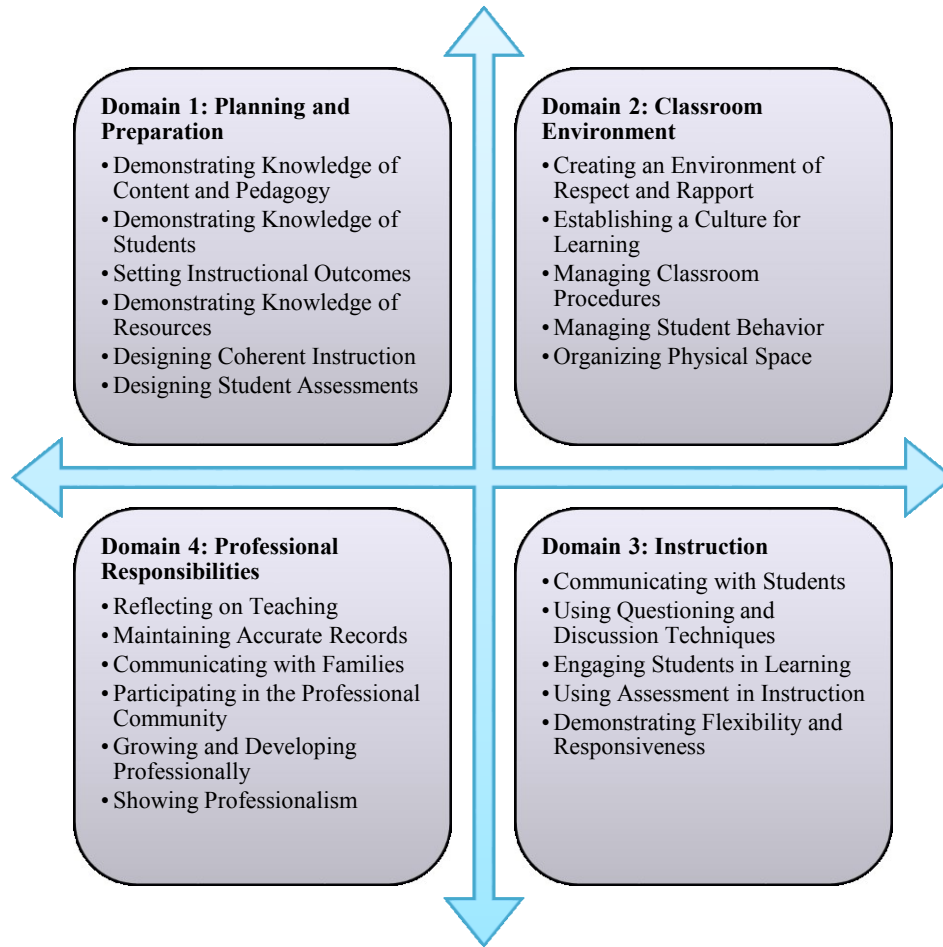 Domain 1: Planning and
Preparation
• Demonstrating Knowledge of
Content and Pedagogy
• Demonstrating Knowledge of
Students
• Setting Instructional Outcomes
• Demonstrating Knowledge of
Resources
• Designing Coherent Instruction
• Designing Student Assessments
Domain 2: Classroom
Environment
• Creating an Environment of
Respect and Rapport
• Establishing a Culture for
Learning
• Managing Classroom
Procedures
• Managing Student Behavior
• Organizing Physical Space
Domain 4: Professional
Responsibilities
• Reflecting on Teaching
• Maintaining Accurate Records
• Communicating with Families
• Participating in the Professional
Community
• Growing and Developing
Professionally
• Showing Professionalism
Domain 3: Instruction
• Communicating with Students
• Using Questioning and
Discussion Techniques
• Engaging Students in Learning
• Using Assessment in Instruction
• Demonstrating Flexibility and
Responsiveness